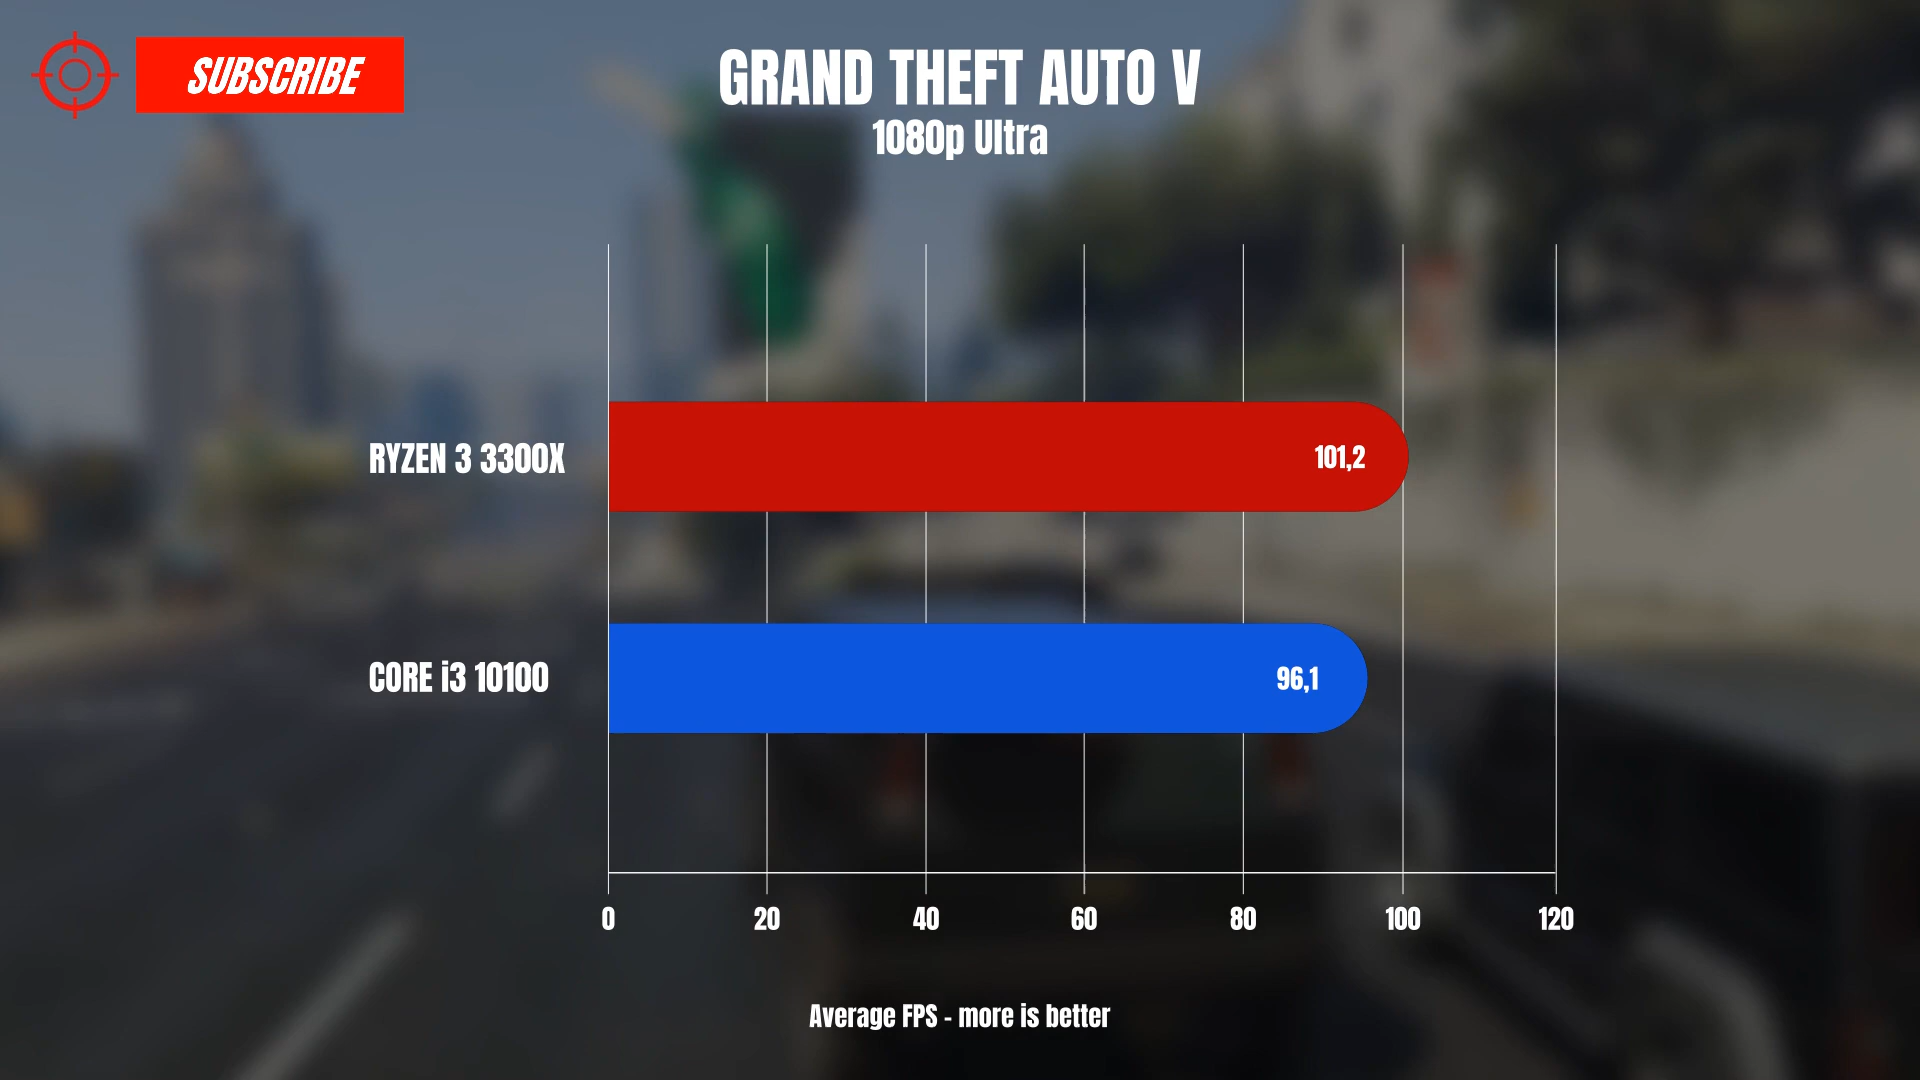 SUBSCRIBE
GRAND THEFT AUTO V
1080p Ultra
RYZEN 3 3300X
101,2
CORE i3 10100
96,1
0 20 40 60 80 100 120
Average FPS - more is better